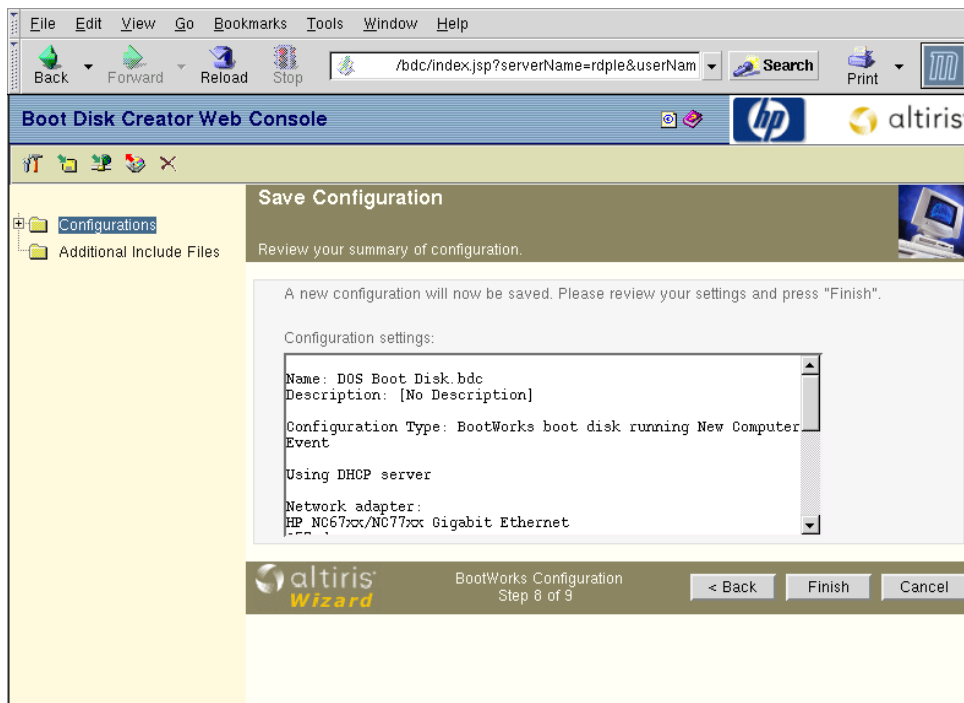 File Edit View Go Bookmarks Tools Window Help
Back Forward Reload Stop /bdc/index.jsp?serverName=rdple&userNam Search Print
Boot Disk Creator Web Console hp altiris
Configurations
Additional Include Files
Save Configuration
Review your summary of configuration.
A new configuration will now be saved. Please review your settings and press "Finish".
Configuration settings:
Name: DOS Boot Disk.bdc
Description: [No Description]
Configuration Type: BootWorks boot disk running New Computer
Event
Using DHCP server
Network adapter:
HP NC67xx/NC77xx Gigabit Ethernet
altiris
Wizard
BootWorks Configuration
Step 8 of 9
< Back Finish Cancel